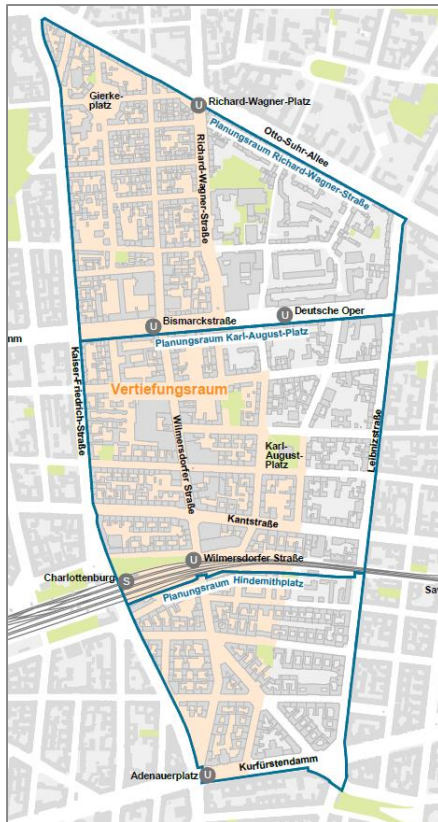 Gierke-
platz
U
Richard-Wagner-Platz
Otto-Suhr-Allee
Planungsraum Richard-Wagner-Straße
Richard-Wagner-Straße
U
Deutsche Oper
U
Bismarckstraße
nm
Planungsraum Karl-August-Platz
Kaiser-Friedrich-Straße
Vertiefungsraum
Wilmersdorfer Straße
Karl-
August-
Platz
Leibnizstraße
Kantstraße
U
Wilmersdorfer Straße
Charlottenburg
S
Planungsraum Hindemithplatz
Sav
Kurfürstendamm
Adenauerplatz
U